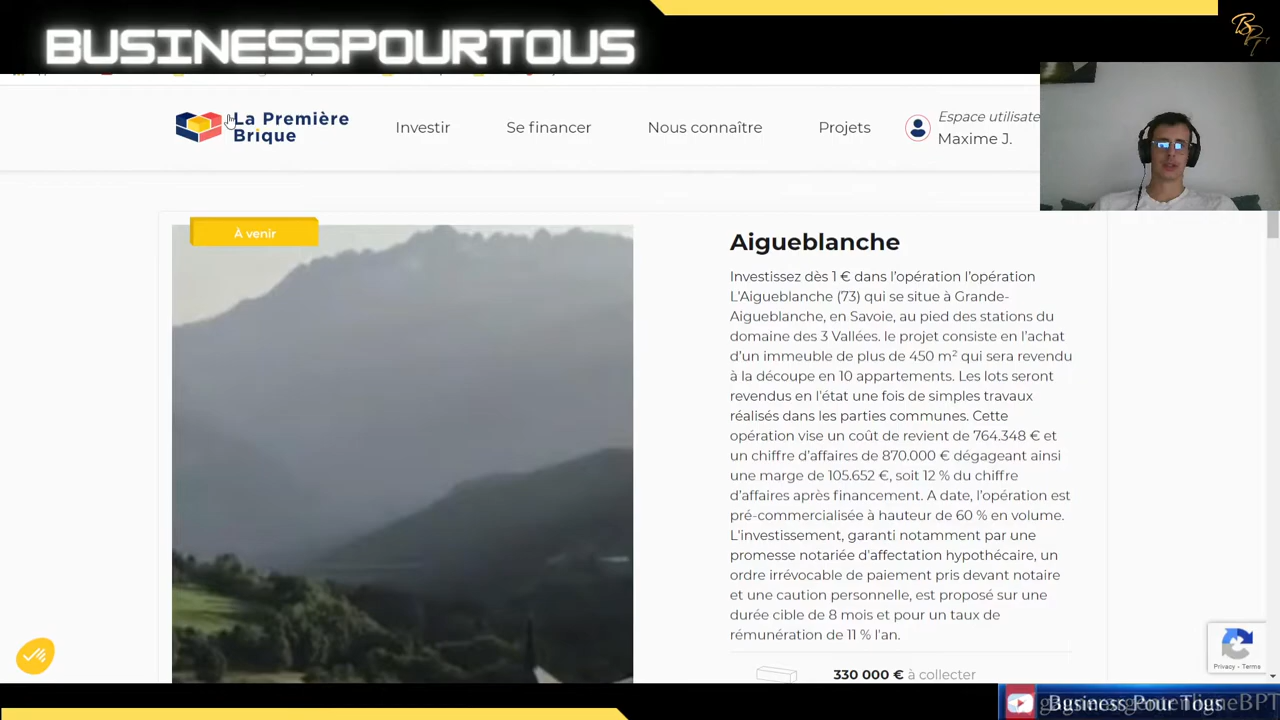 BUSINESSPOURTOUS
BPT
La Première
Brique
Investir
Se financer
Nous connaître
Projets
Espace utilisate
Maxime J.
À venir
Aigueblanche
Investissez dès 1 € dans l'opération l'opération
L'Aigueblanche (73) qui se situe à Grande-
Aigueblanche, en Savoie, au pied des stations du
domaine des 3 Vallées. le projet consiste en l'achat
d'un immeuble de plus de 450 m² qui sera revendu
à la découpe en 10 appartements. Les lots seront
revendus en l'état une fois de simples travaux
réalisés dans les parties communes. Cette
opération vise un coût de revient de 764.348 € et
un chiffre d'affaires de 870.000 € dégageant ainsi
une marge de 105.652 €, soit 12 % du chiffre
d'affaires après financement. A date, l'opération est
pré-commercialisée à hauteur de 60 % en volume.
L'investissement, garanti notamment par une
promesse notariée d'affectation hypothécaire, un
ordre irrévocable de paiement pris devant notaire
et une caution personnelle, est proposé sur une
durée cible de 8 mois et pour un taux de
rémunération de 11 % l'an.
330 000 € à collecter
Privacy - Terms
Business Pour Tous